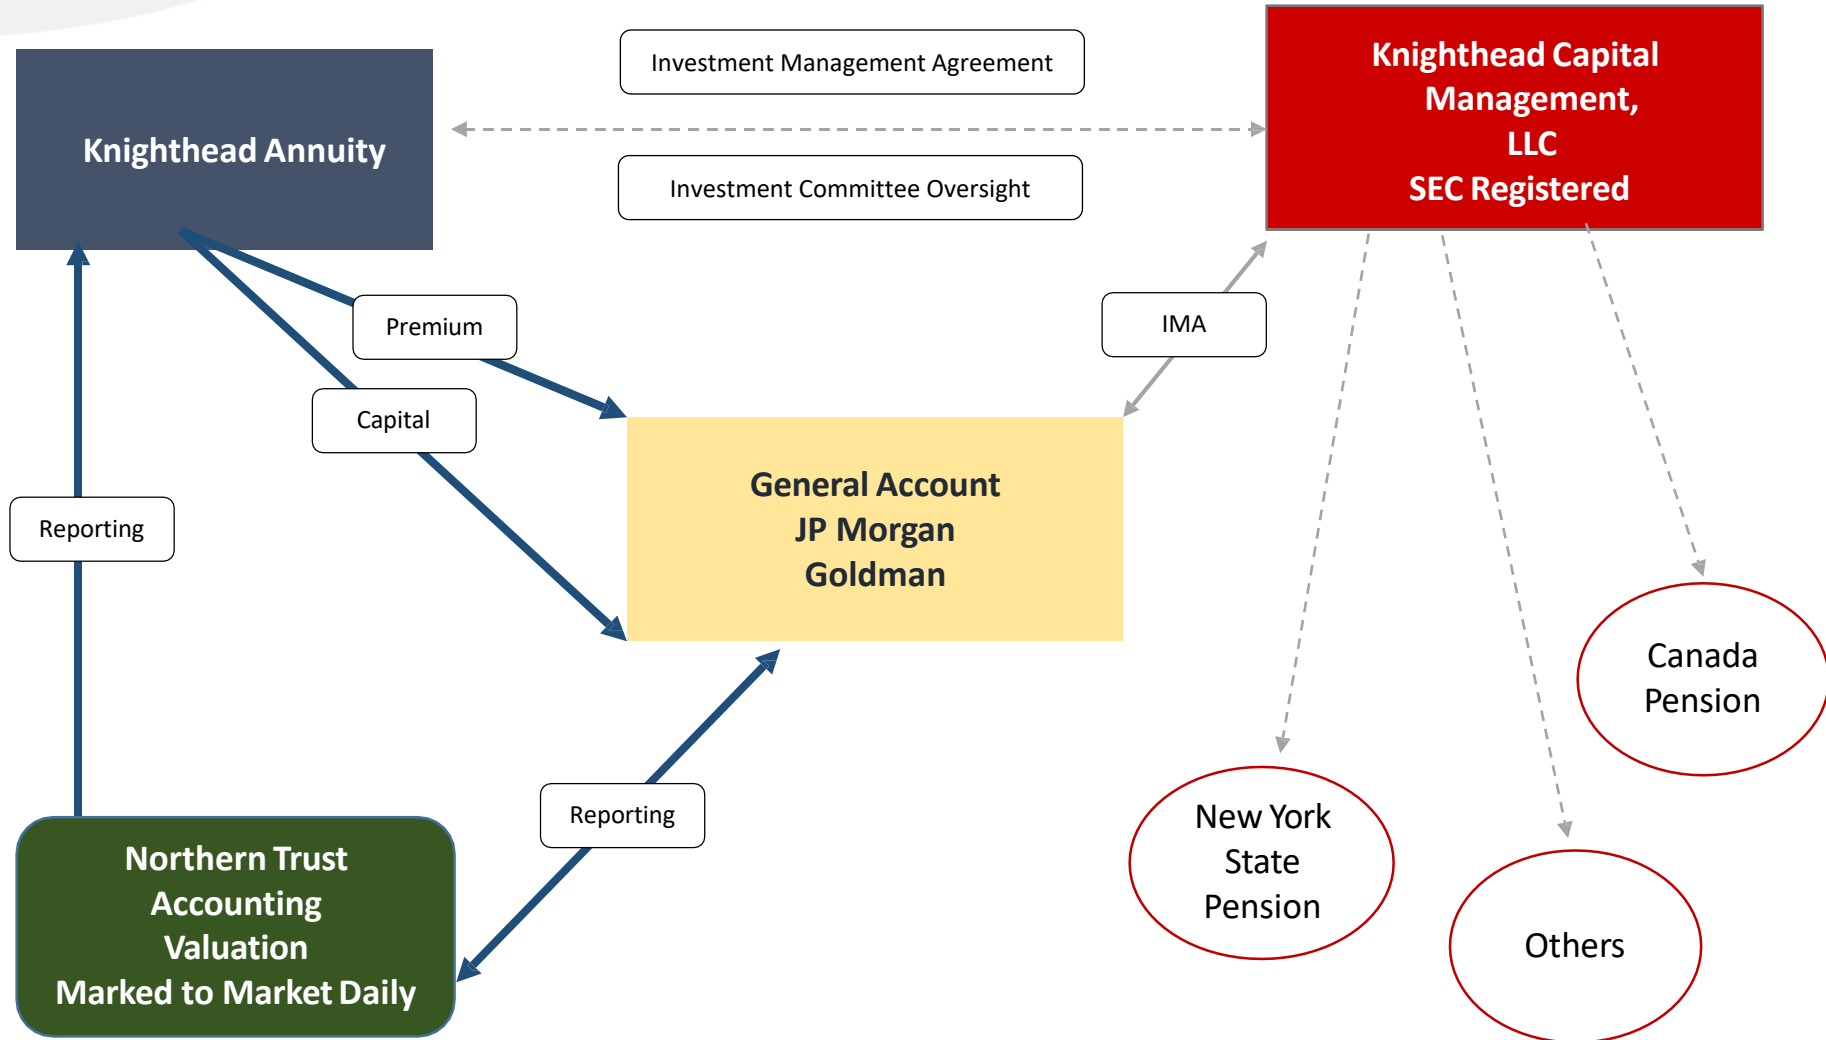 Knighthead Annuity
Investment Management Agreement
Investment Committee Oversight
Knighthead Capital
Management,
LLC
SEC Registered
Premium
Capital
IMA
General Account
JP Morgan
Goldman
Reporting
Reporting
Northern Trust
Accounting
Valuation
Marked to Market Daily
New York
State
Pension
Others
Canada
Pension